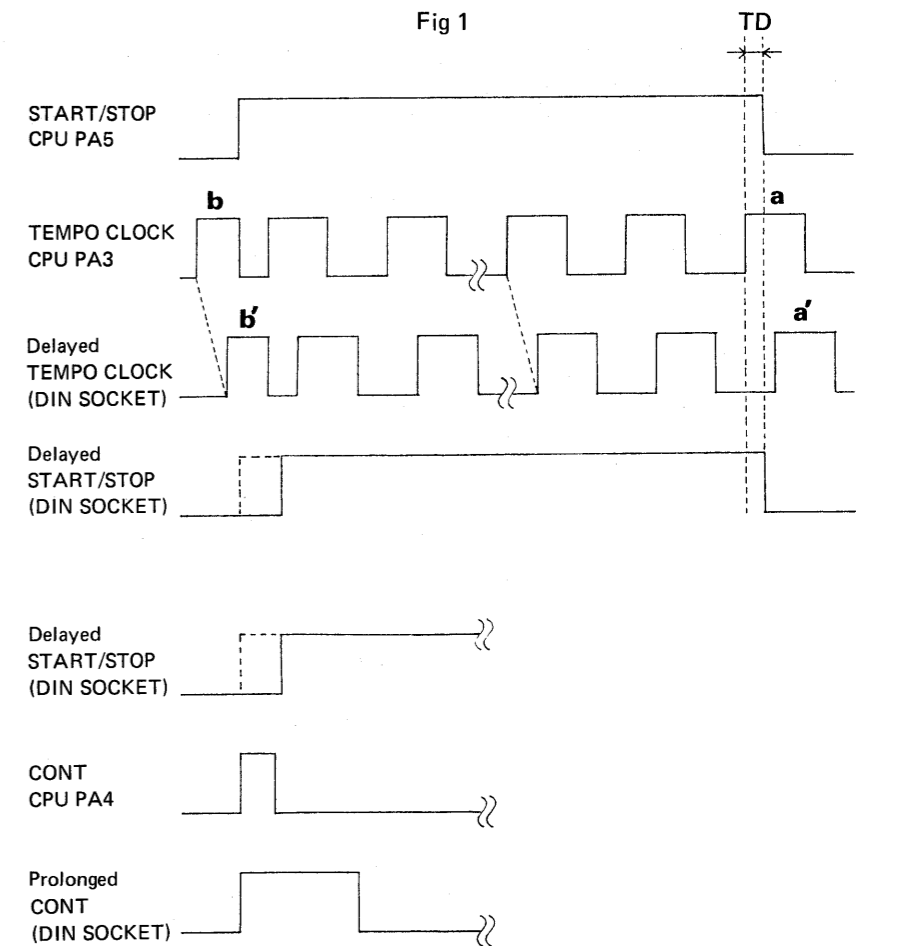 Fig 1
TD
START/STOP
CPU PA5
b
a
TEMPO CLOCK
CPU PA3
b′
a′
Delayed
TEMPO CLOCK
(DIN SOCKET)
Delayed
START/STOP
(DIN SOCKET)
Delayed
START/STOP
(DIN SOCKET)
CONT
CPU PA4
Prolonged
CONT
(DIN SOCKET)